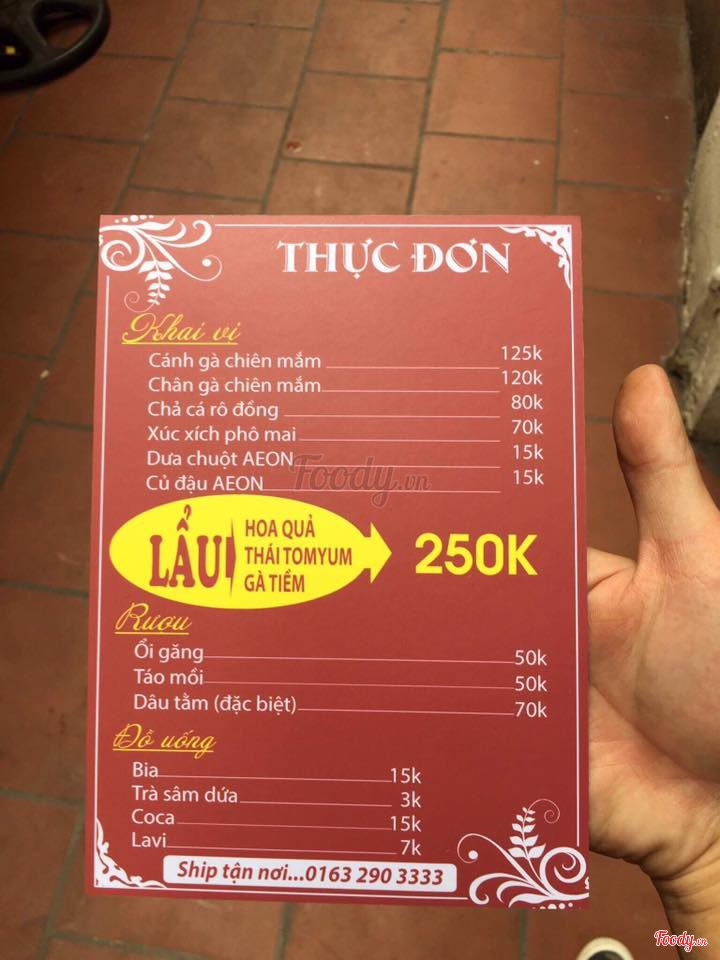 THỰC ĐƠN
Khai vị
Cánh gà chiên mắm 125k
Chân gà chiên mắm 120k
Chả cá rô đồng 80k
Xúc xích phô mai 70k
Dưa chuột AEON 15k
Củ đậu AEON 15k
Foody.vn
LẨU HOA QUẢ
THÁI TOMYUM
GÀ TIỀM
250K
Rượu
Ổi găng 50k
Táo mồi 50k
Dâu tằm (đặc biệt) 70k
Đồ uống
Bia 15k
Trà sâm dứa 3k
Coca 15k
Lavi 7k
Ship tận nơi...0163 290 3333
Foody.vn